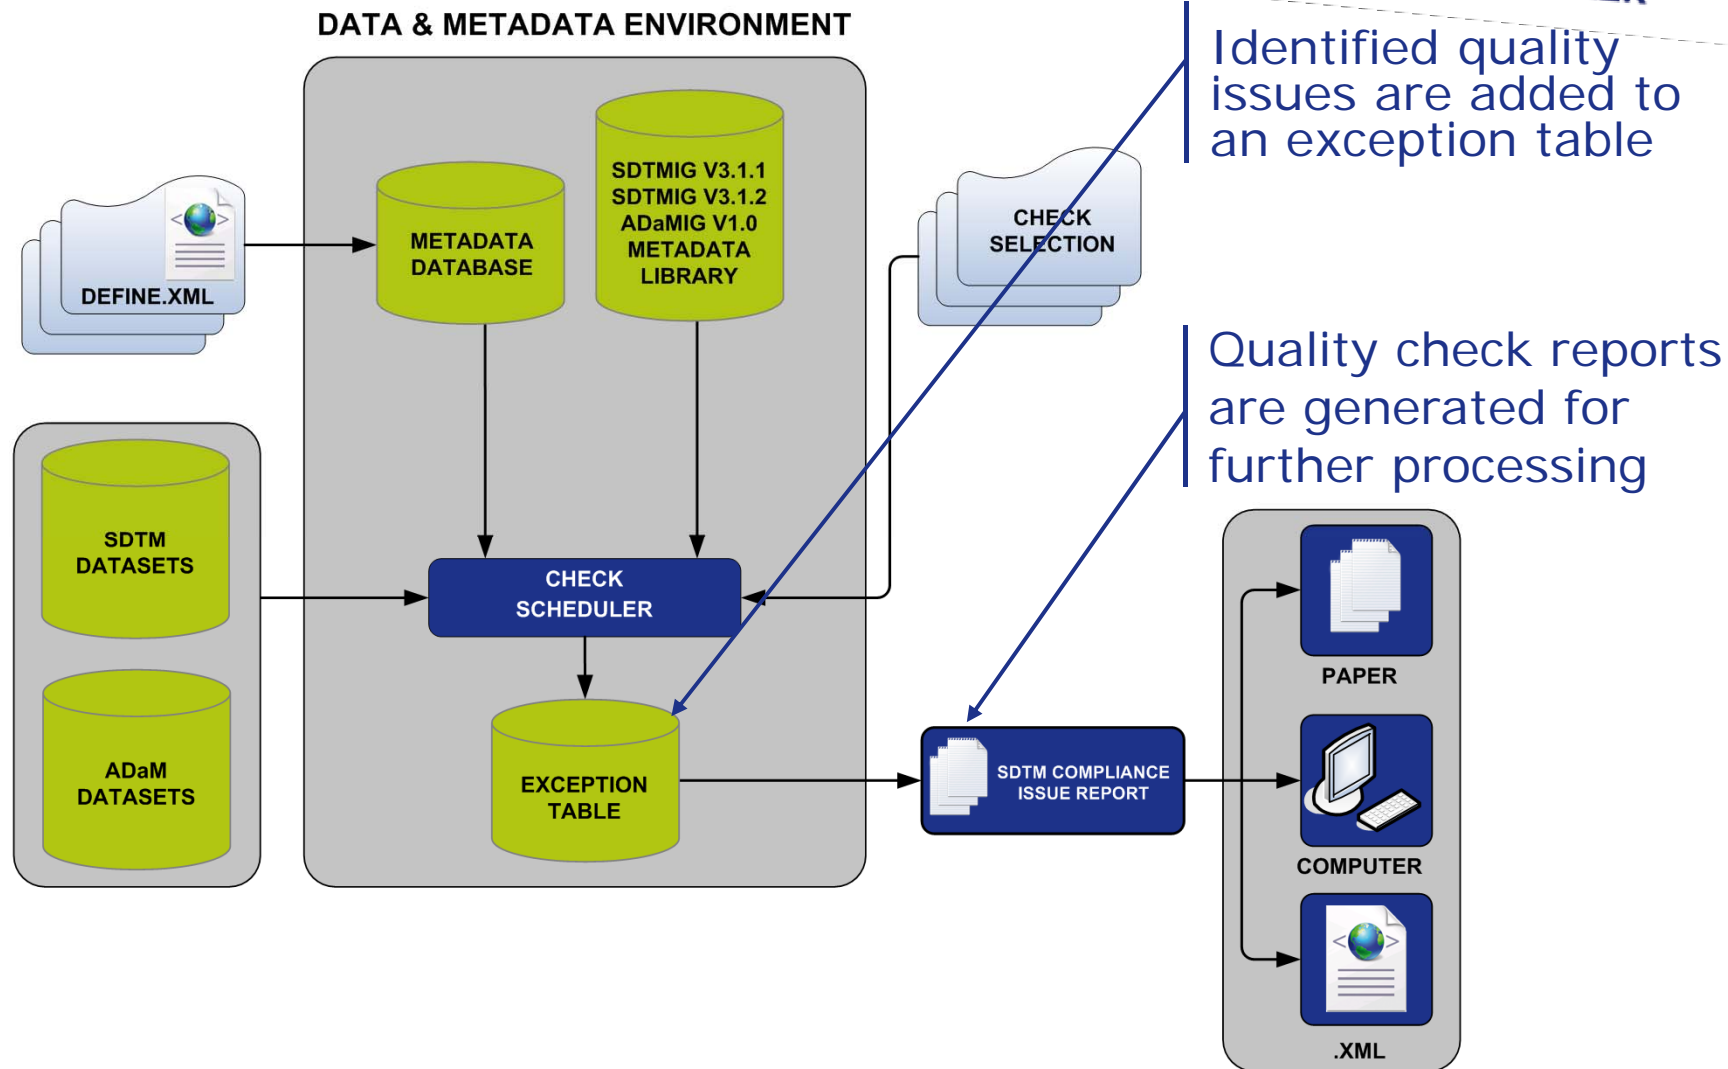 DATA & METADATA ENVIRONMENT
Identified quality
issues are added to
an exception table
SDTMIG V3.1.1
SDTMIG V3.1.2
ADaMIG V1.0
METADATA
LIBRARY
METADATA
DATABASE
CHECK
SELECTION
DEFINE.XML
Quality check reports
are generated for
further processing
SDTM
DATASETS
CHECK
SCHEDULER
PAPER
ADaM
DATASETS
EXCEPTION
TABLE
SDTM COMPLIANCE
ISSUE REPORT
COMPUTER
.XML